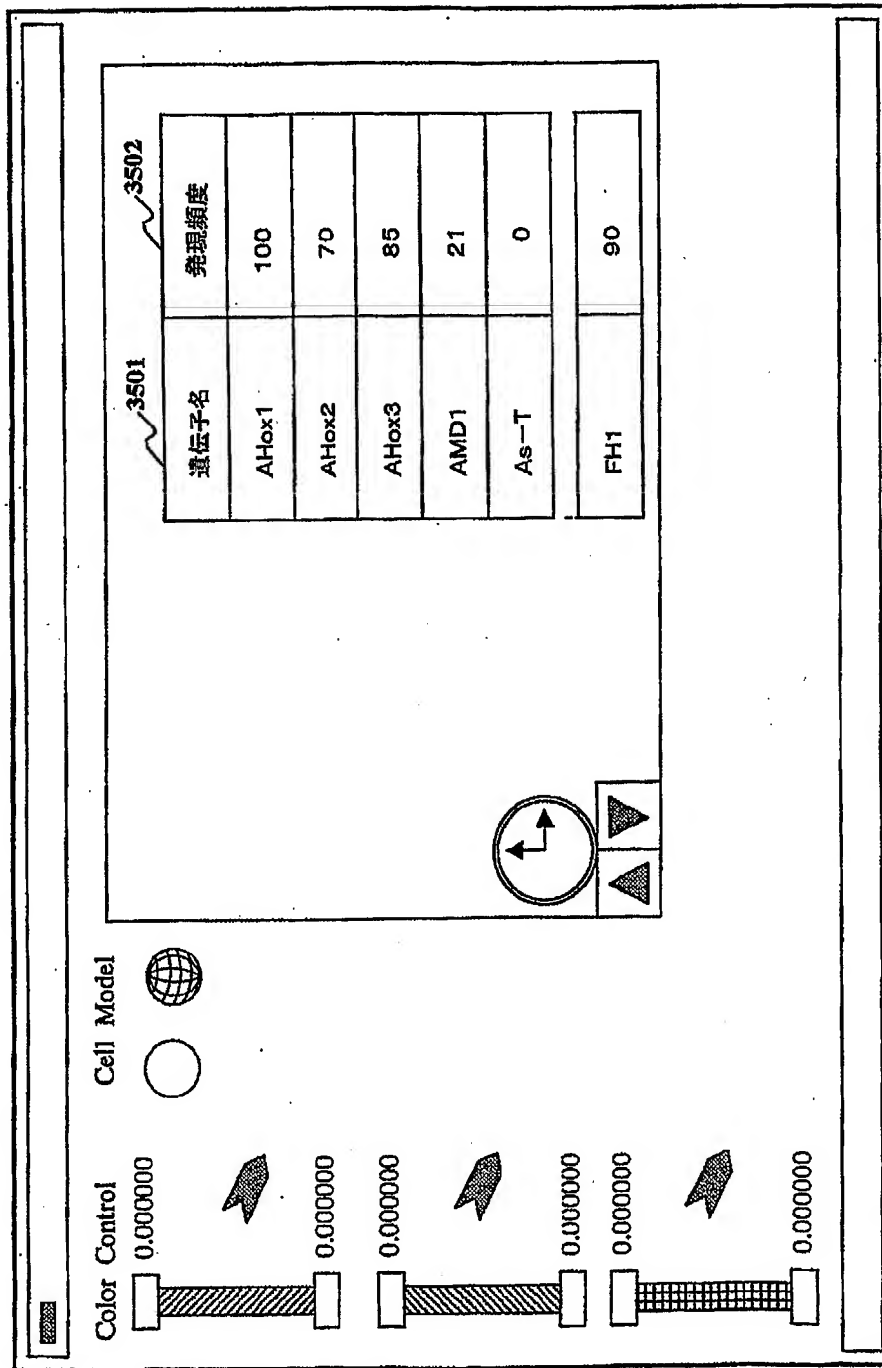 Color Control
0.000000
0.000000
0.000000
0.000000
0.000000
0.000000
Cell Model
3501
3502
遺伝子名 発現頻度
AHox1 100
AHox2 70
AHox3 85
AMD1 21
As-T 0
FH1 90